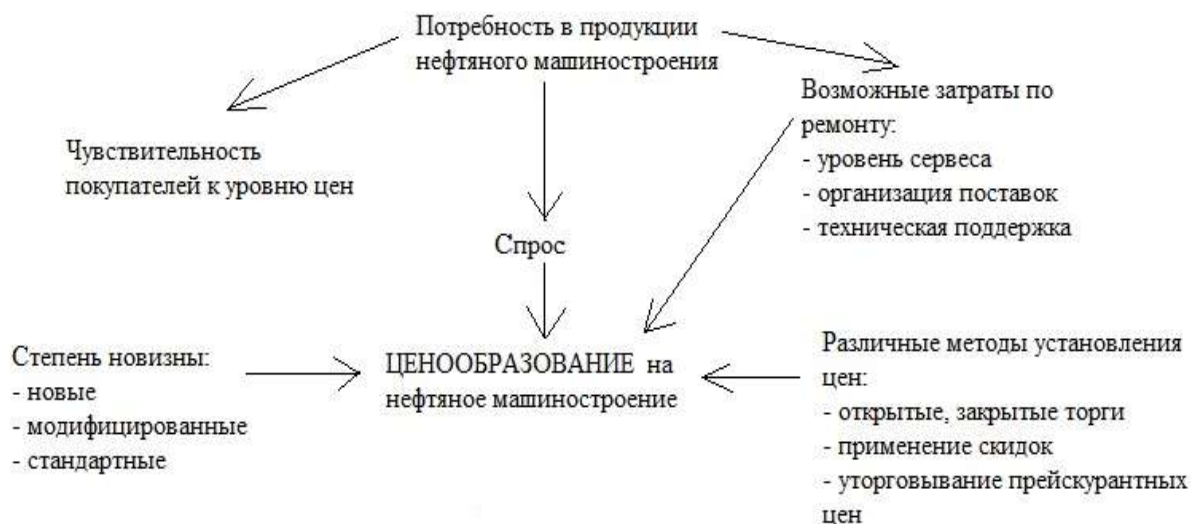 Потребность в продукции
нефтяного машиностроения
Чувствительность
покупателей к уровню цен
Возможные затраты по
ремонту:
- уровень сервеса
- организация поставок
- техническая поддержка
Спрос
Степень новизны:
- новые
- модифицированные
- стандартные
ЦЕНООБРАЗОВАНИЕ на
нефтяное машиностроение
Различные методы установления
цен:
- открытые, закрытые торги
- применение скидок
- уторговывание прейскурантных
цен